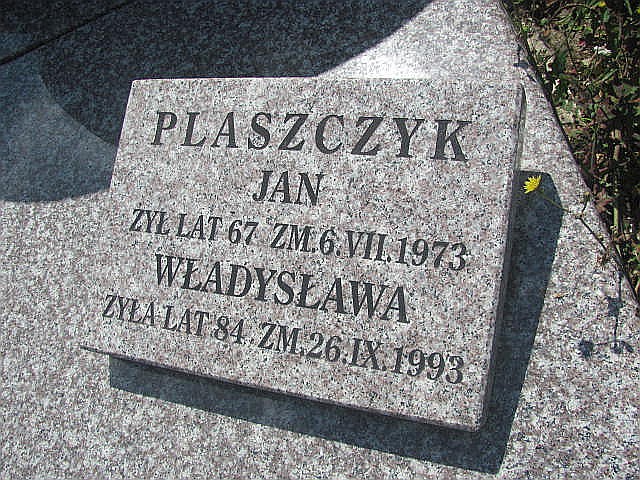 PLASZCZYK
JAN
ŻYŁ LAT 67 ZM.6.VII.1973
WŁADYSŁAWA
ŻYŁA LAT 84 ZM.26.IX.1993